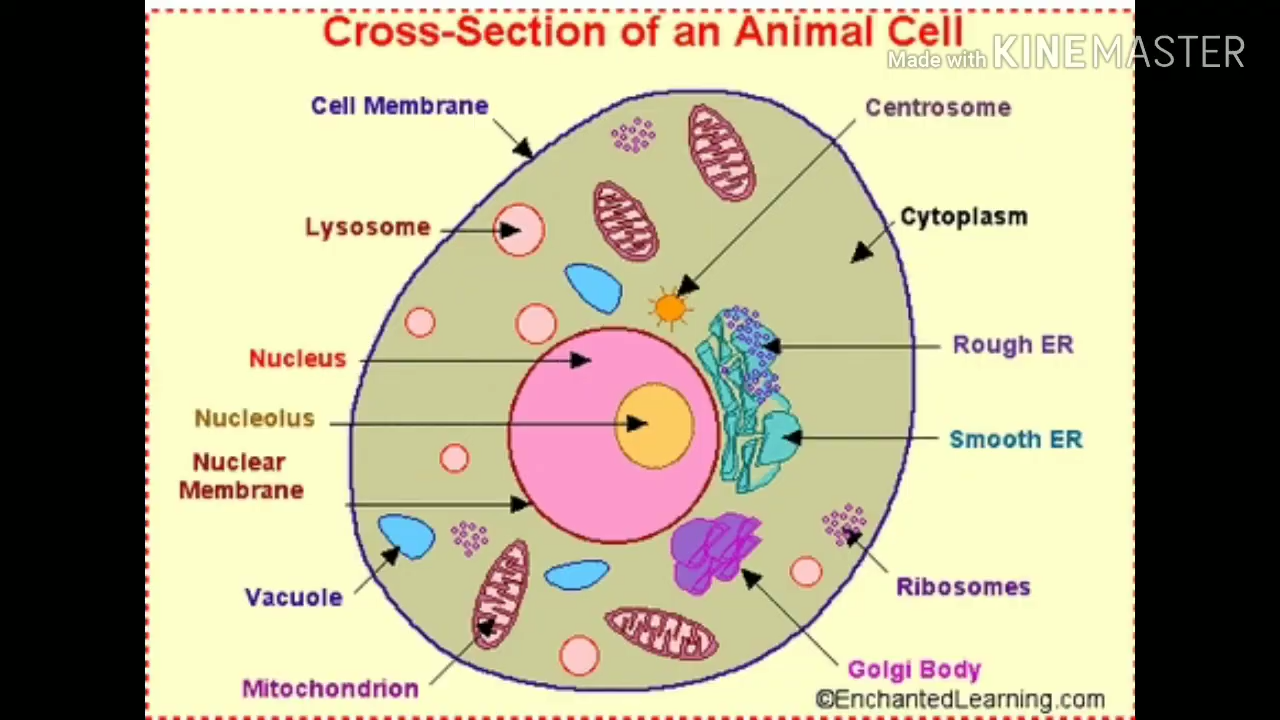 Cross-Section of an Animal Cell
Made with KINEMASTER
Cell Membrane
Centrosome
Lysosome
Cytoplasm
Nucleus
Rough ER
Nucleolus
Smooth ER
Nuclear
Membrane
Vacuole
Ribosomes
Mitochondrion
Golgi Body
©EnchantedLearning.com